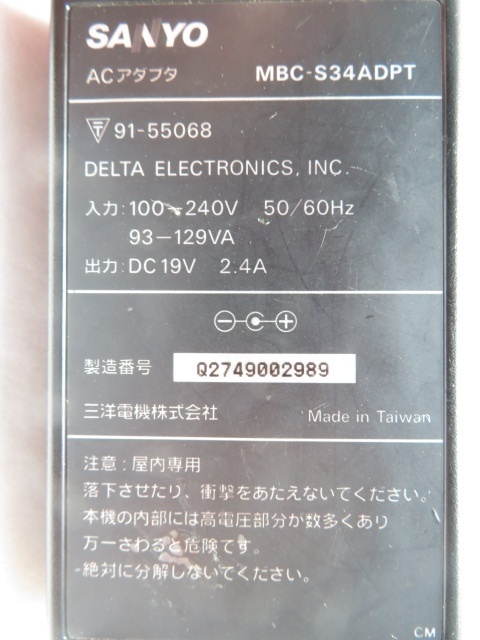 SANYO
ACアダプタ MBC-S34ADPT
91-55068
DELTA ELECTRONICS, INC.
入力:100~240V 50/60Hz
93-129VA
出力:DC19V 2.4A
製造番号 Q2749002989
三洋電機株式会社 Made in Taiwan
注意:屋内専用
落下させたり、衝撃をあたえないでください。
本機の内部には高電圧部分が数多くあり
万一さわると危険です。
絶対に分解しないでください。
CM